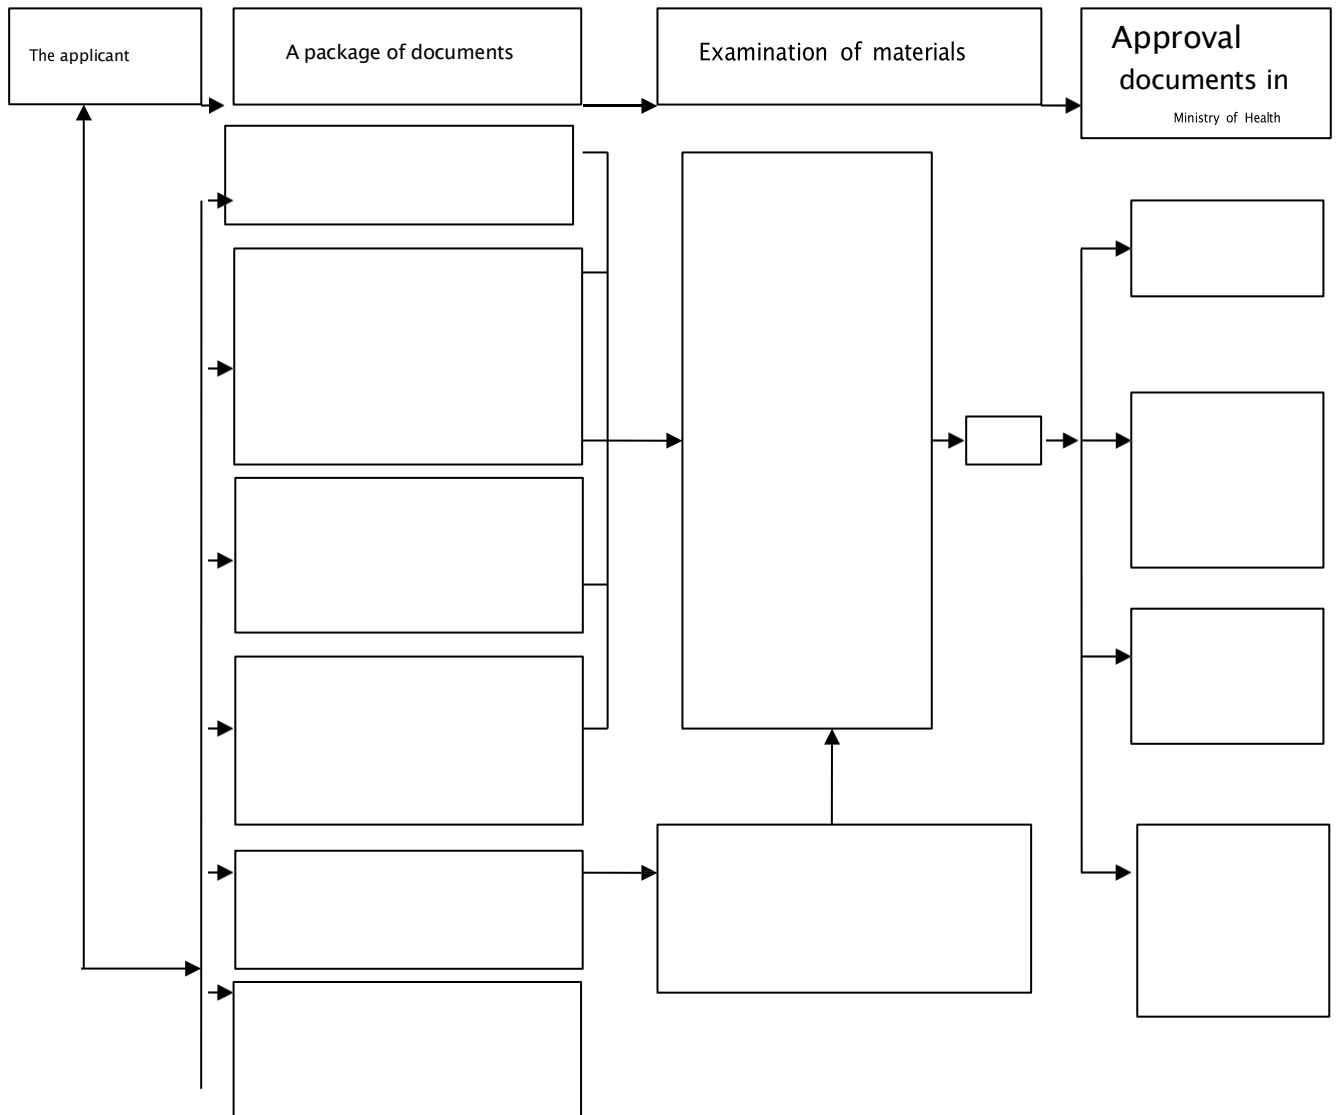 The applicant
A package of documents
Examination of materials
Approval
documents in
Ministry of Health